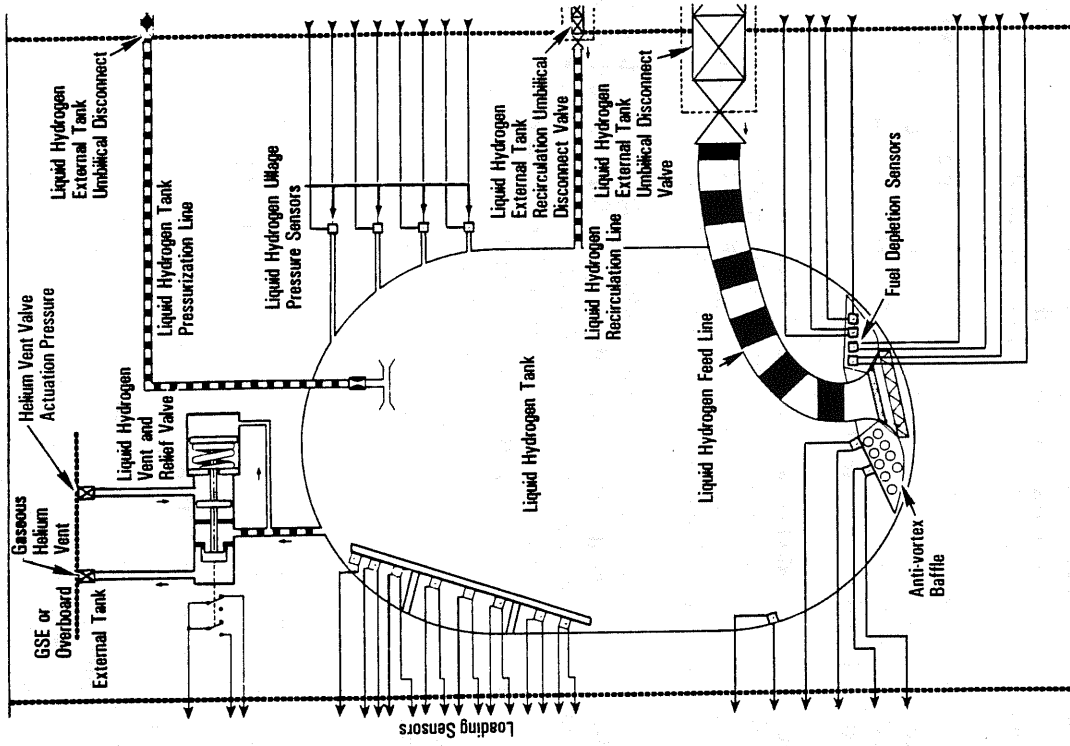 Liquid Hydrogen
External Tank
Umbilical Disconnect
Helium Vent Valve
Actuation Pressure
Gaseous
Helium
Vent
GSE or
Overboard
External Tank
Liquid Hydrogen
Vent and
Relief Valve
Liquid Hydrogen Tank
Pressurization Line
Liquid Hydrogen Ullage
Pressure Sensors
Liquid Hydrogen
External Tank
Recirculation Umbilical
Disconnect Valve
Liquid Hydrogen
External Tank
Umbilical Disconnect
Valve
Liquid Hydrogen
Recirculation Line
Liquid Hydrogen Tank
Liquid Hydrogen Feed Line
Fuel Depletion Sensors
Anti-vortex
Baffle
Loading Sensors